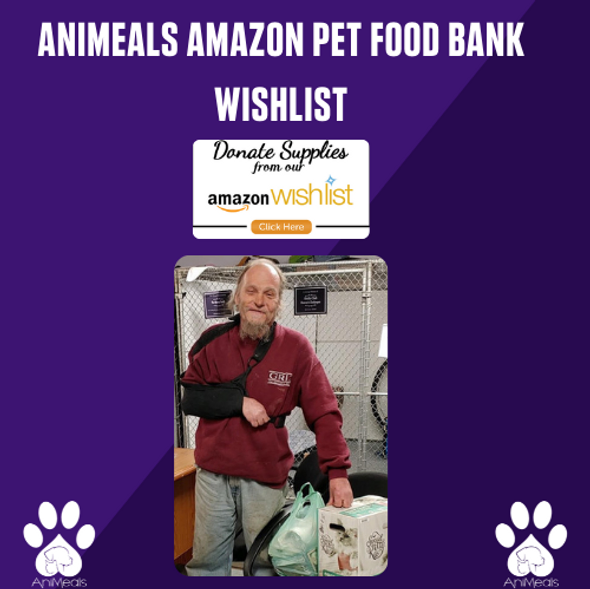 ANIMEALS AMAZON PET FOOD BANK
WISHLIST
Donate Supplies
from our
amazon wishlist
Click Here
GRI
AniMeals
AniMeals